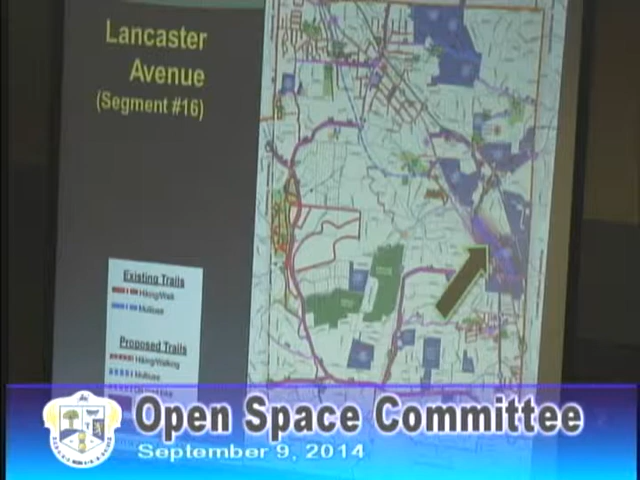 Lancaster
Avenue
(Segment #16)
Existing Trails
Hiking/Walk
Multiuse
Proposed Trails
Hiking/Walking
Multiuse
Open Space Committee
September 9, 2014